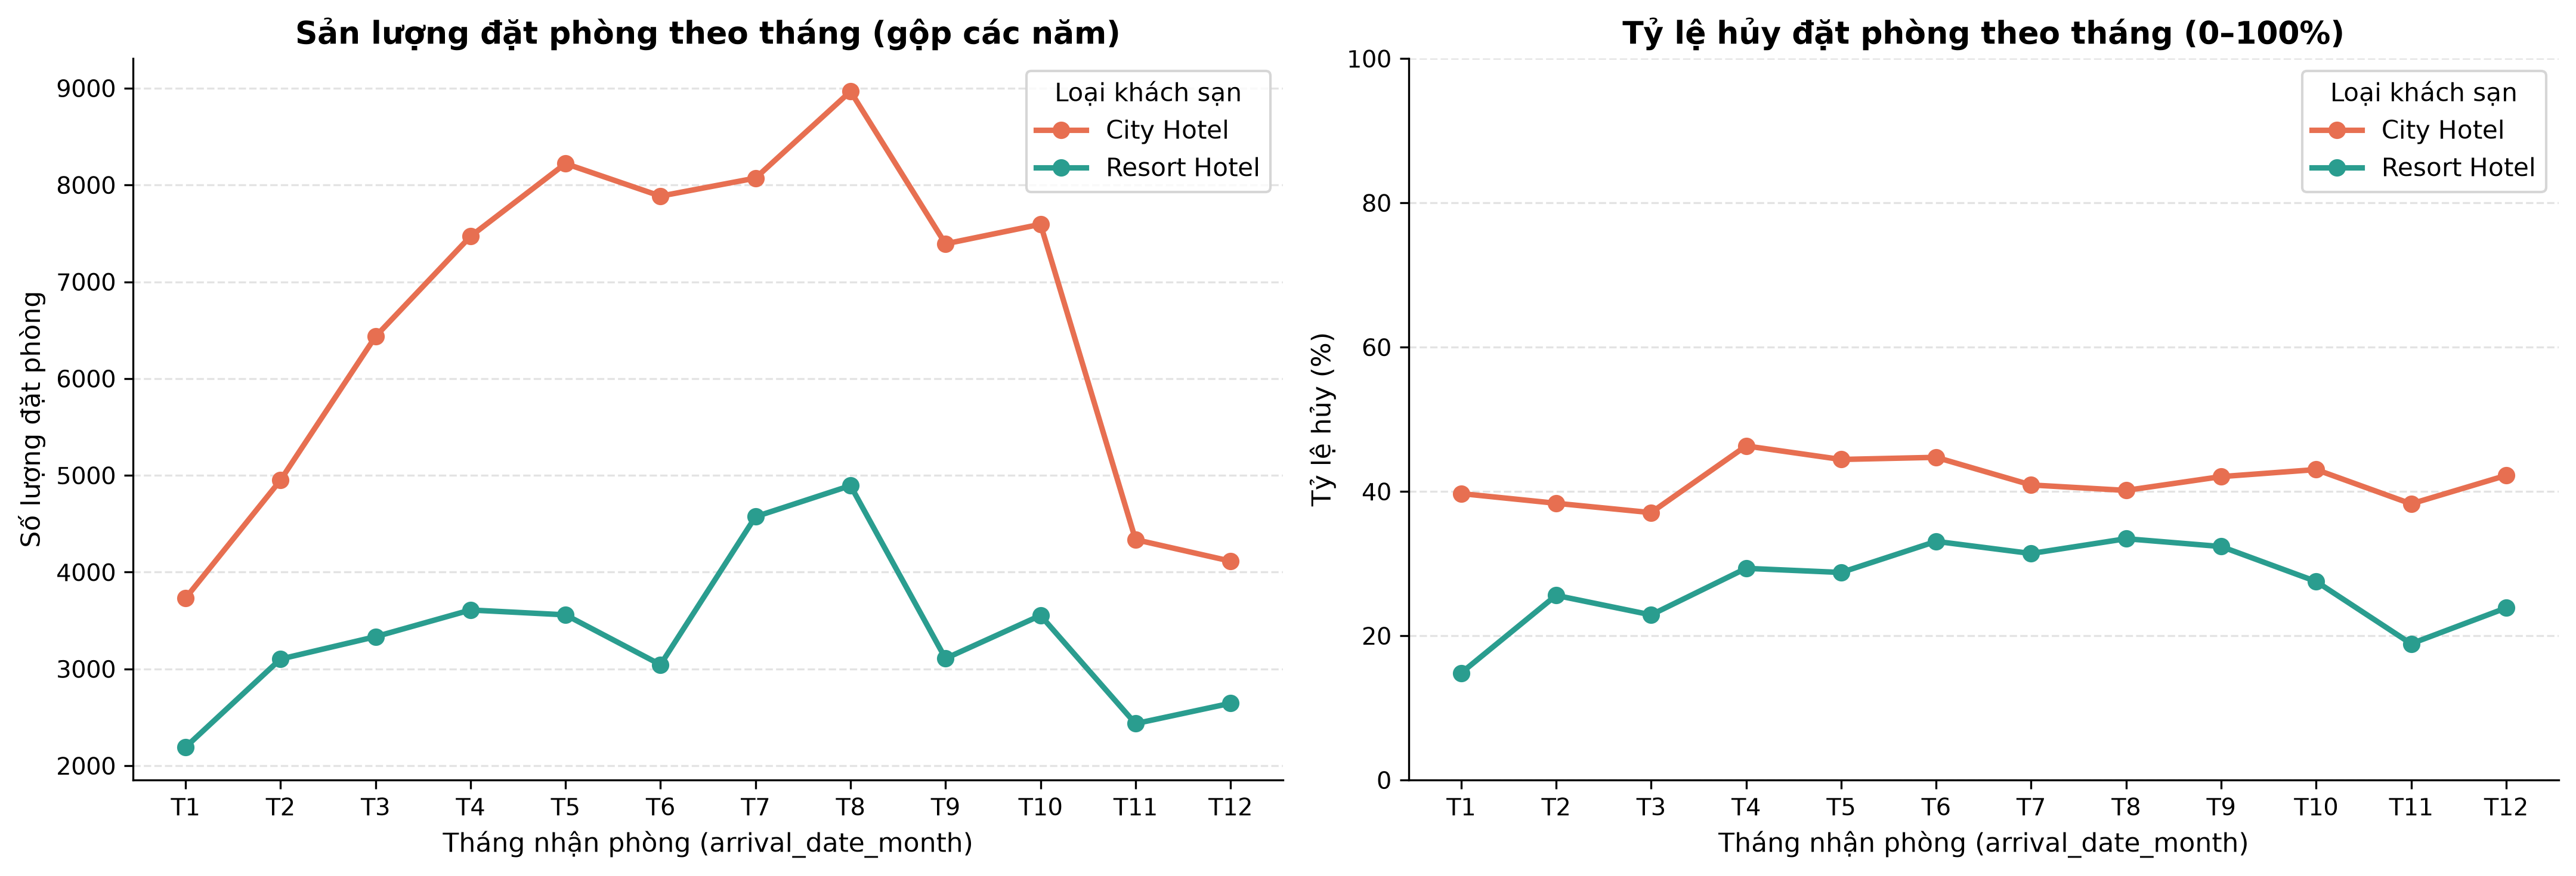 Sản lượng đặt phòng theo tháng (gộp các năm)
Số lượng đặt phòng
9000
8000
7000
6000
5000
4000
3000
2000
Loại khách sạn
City Hotel
Resort Hotel
T1 T2 T3 T4 T5 T6 T7 T8 T9 T10 T11 T12
Tháng nhận phòng (arrival_date_month)
Tỷ lệ hủy đặt phòng theo tháng (0–100%)
Tỷ lệ hủy (%)
100
80
60
40
20
0
Loại khách sạn
City Hotel
Resort Hotel
T1 T2 T3 T4 T5 T6 T7 T8 T9 T10 T11 T12
Tháng nhận phòng (arrival_date_month)